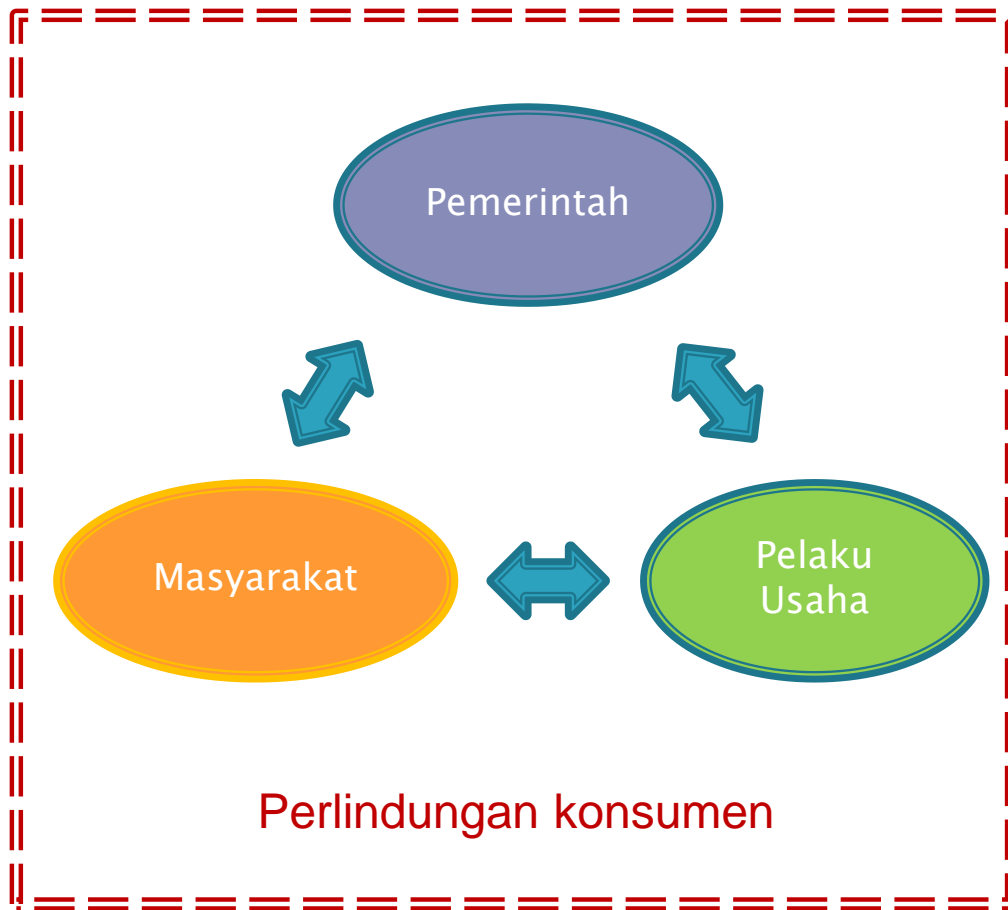 Pemerintah
Masyarakat
Pelaku
Usaha
Perlindungan konsumen